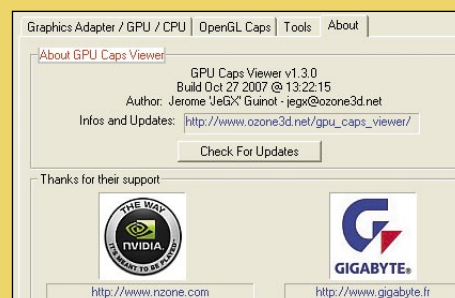 Graphics Adapter / GPU / CPU OpenGL Caps Tools About
About GPU Caps Viewer
GPU Caps Viewer v1.3.0
Build Oct 27 2007 @ 13:22:15
Author: Jerome 'JeGX' Guinot - jegx@ozone3d.net
Infos and Updates: http://www.ozone3d.net/gpu_caps_viewer/
Check For Updates
Thanks for their support
THE WAY
nVIDIA.
IT'S MEANT TO BE PLAYED
GIGABYTE
http://www.nzone.com http://www.gigabyte.fr